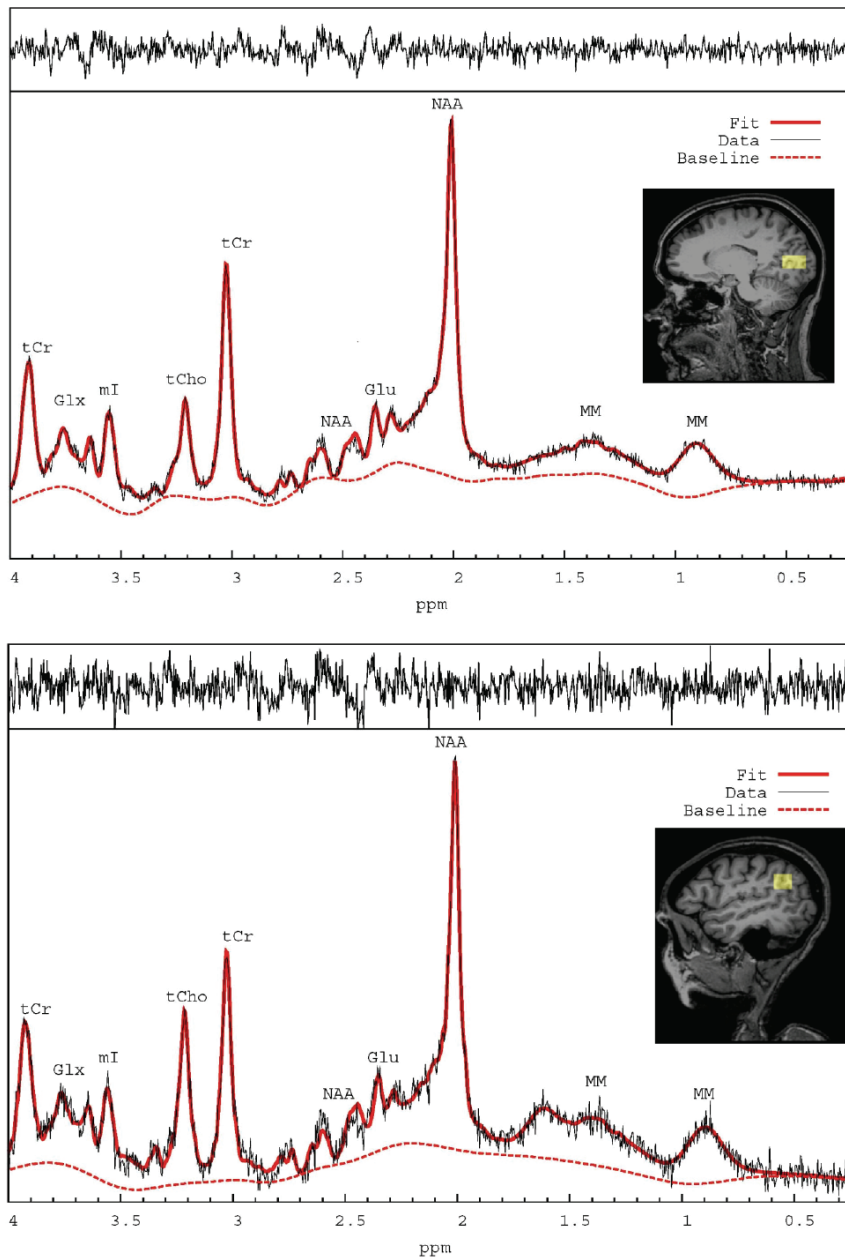 NAA
Fit
Data
Baseline
tCr
tCr
Glx
mI
tCho
NAA
Glu
MM
MM
4 3.5 3 2.5 2 1.5 1 0.5
ppm
NAA
Fit
Data
Baseline
tCr
tCr
Glx
mI
tCho
NAA
Glu
MM
MM
4 3.5 3 2.5 2 1.5 1 0.5
ppm